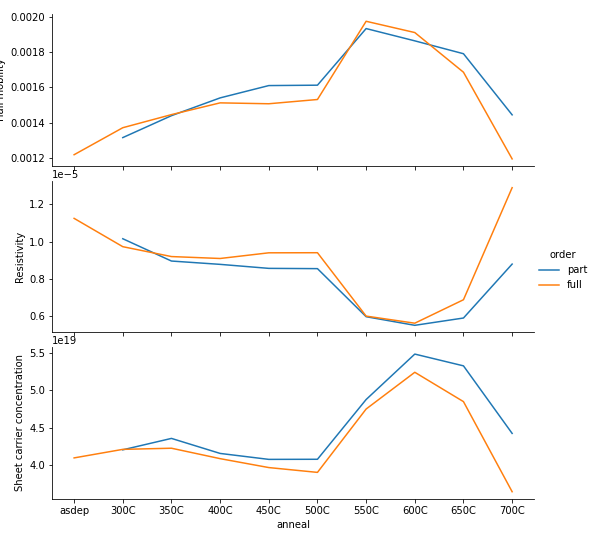 0.0020
0.0018
0.0016
0.0014
0.0012
Hall mobility
1e−5
1.2
1.0
0.8
0.6
Resistivity
order
part
full
1e19
5.5
5.0
4.5
4.0
Sheet carrier concentration
asdep 300C 350C 400C 450C 500C 550C 600C 650C 700C
anneal